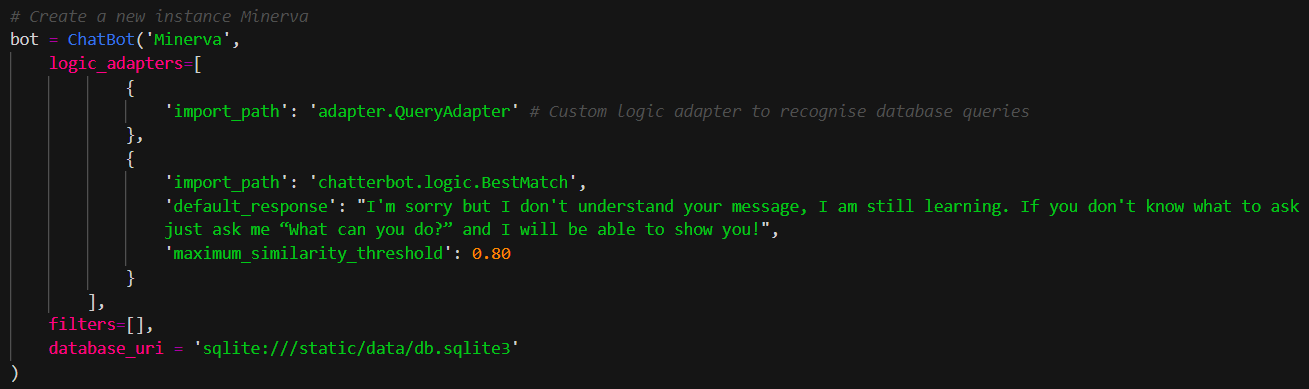 # Create a new instance Minerva
bot = ChatBot('Minerva',
    logic_adapters=[
            {
                'import_path': 'adapter.QueryAdapter' # Custom logic adapter to recognise database queries
            },
            {
                'import_path': 'chatterbot.logic.BestMatch',
                'default_response': "I'm sorry but I don't understand your message, I am still learning. If you don't know what to ask
                just ask me “What can you do?” and I will be able to show you!",
                'maximum_similarity_threshold': 0.80
            }
        ],
    filters=[],
    database_uri = 'sqlite:///static/data/db.sqlite3'
)